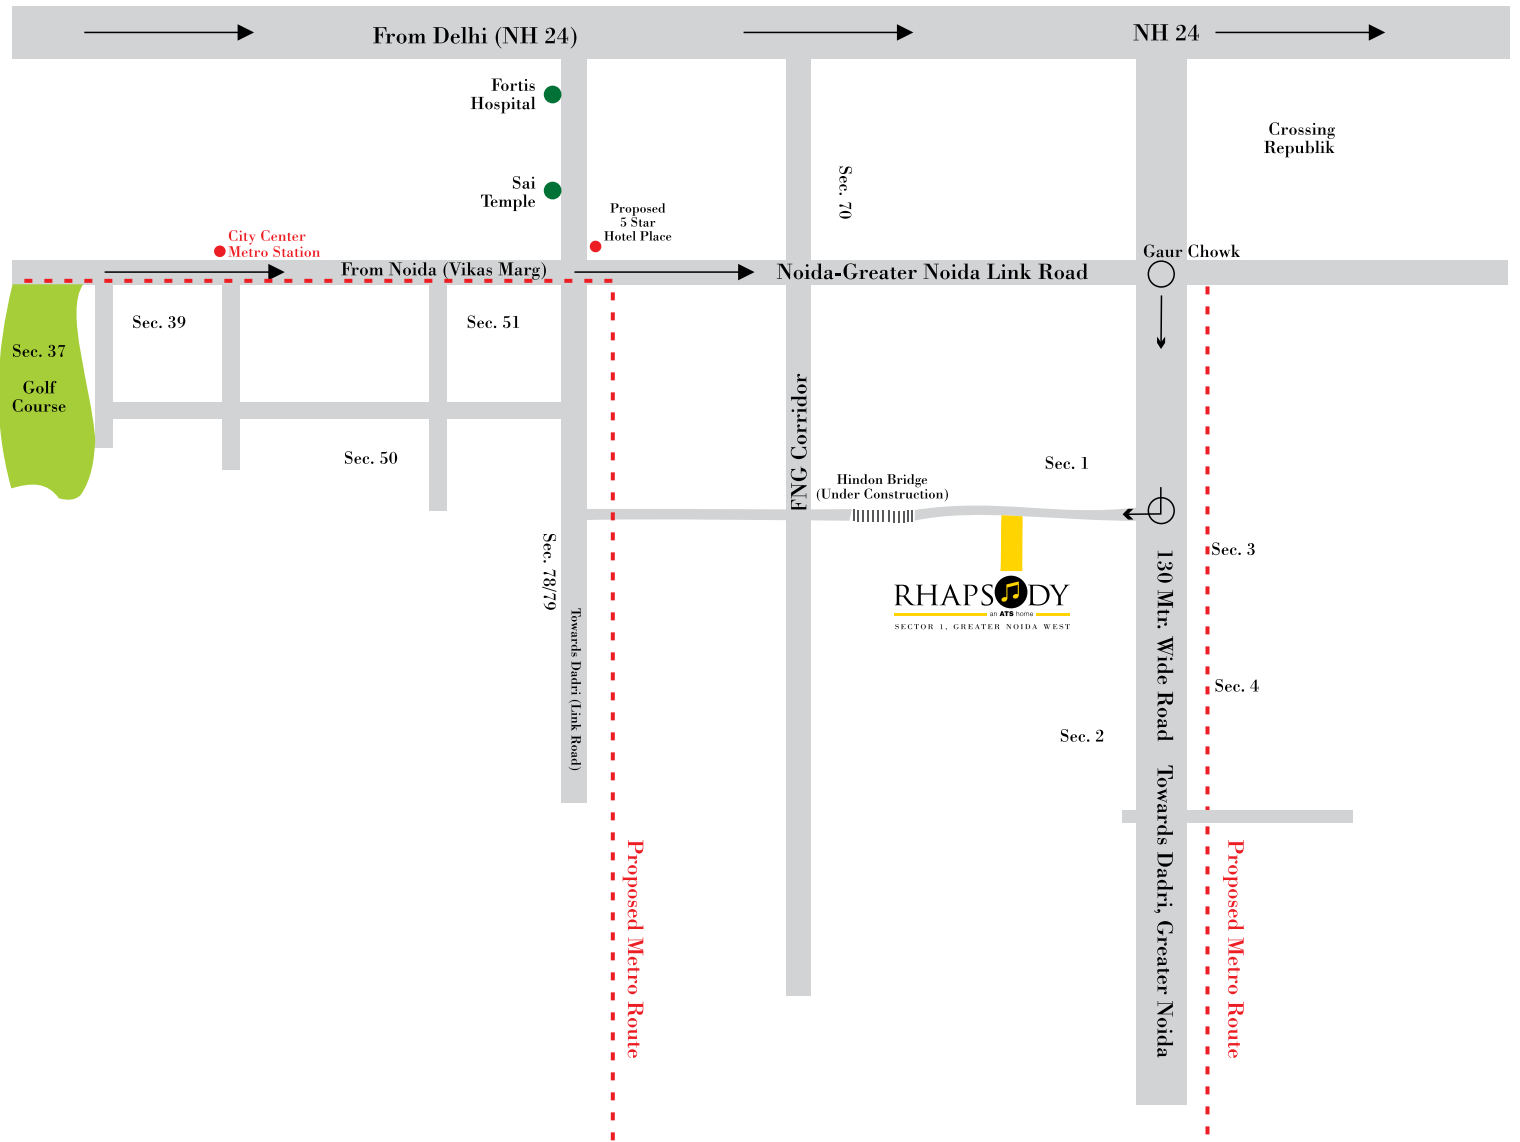 From Delhi (NH 24)
NH 24
Fortis
Hospital
Crossing
Republik
Sai
Temple
Sec. 70
Proposed
5 Star
Hotel Place
City Center
Metro Station
Gaur Chowk
From Noida (Vikas Marg)
Noida-Greater Noida Link Road
Sec. 39
Sec. 51
Sec. 37
Golf
Course
FNG Corridor
Sec. 50
Sec. 1
Hindon Bridge
(Under Construction)
Sec. 78/79
Sec. 3
130 Mtr. Wide Road Towards Dadri, Greater Noida
RHAPSODY
an ATS home
SECTOR 1, GREATER NOIDA WEST
Towards Dadri (Link Road)
Sec. 4
Sec. 2
Proposed Metro Route
Proposed Metro Route